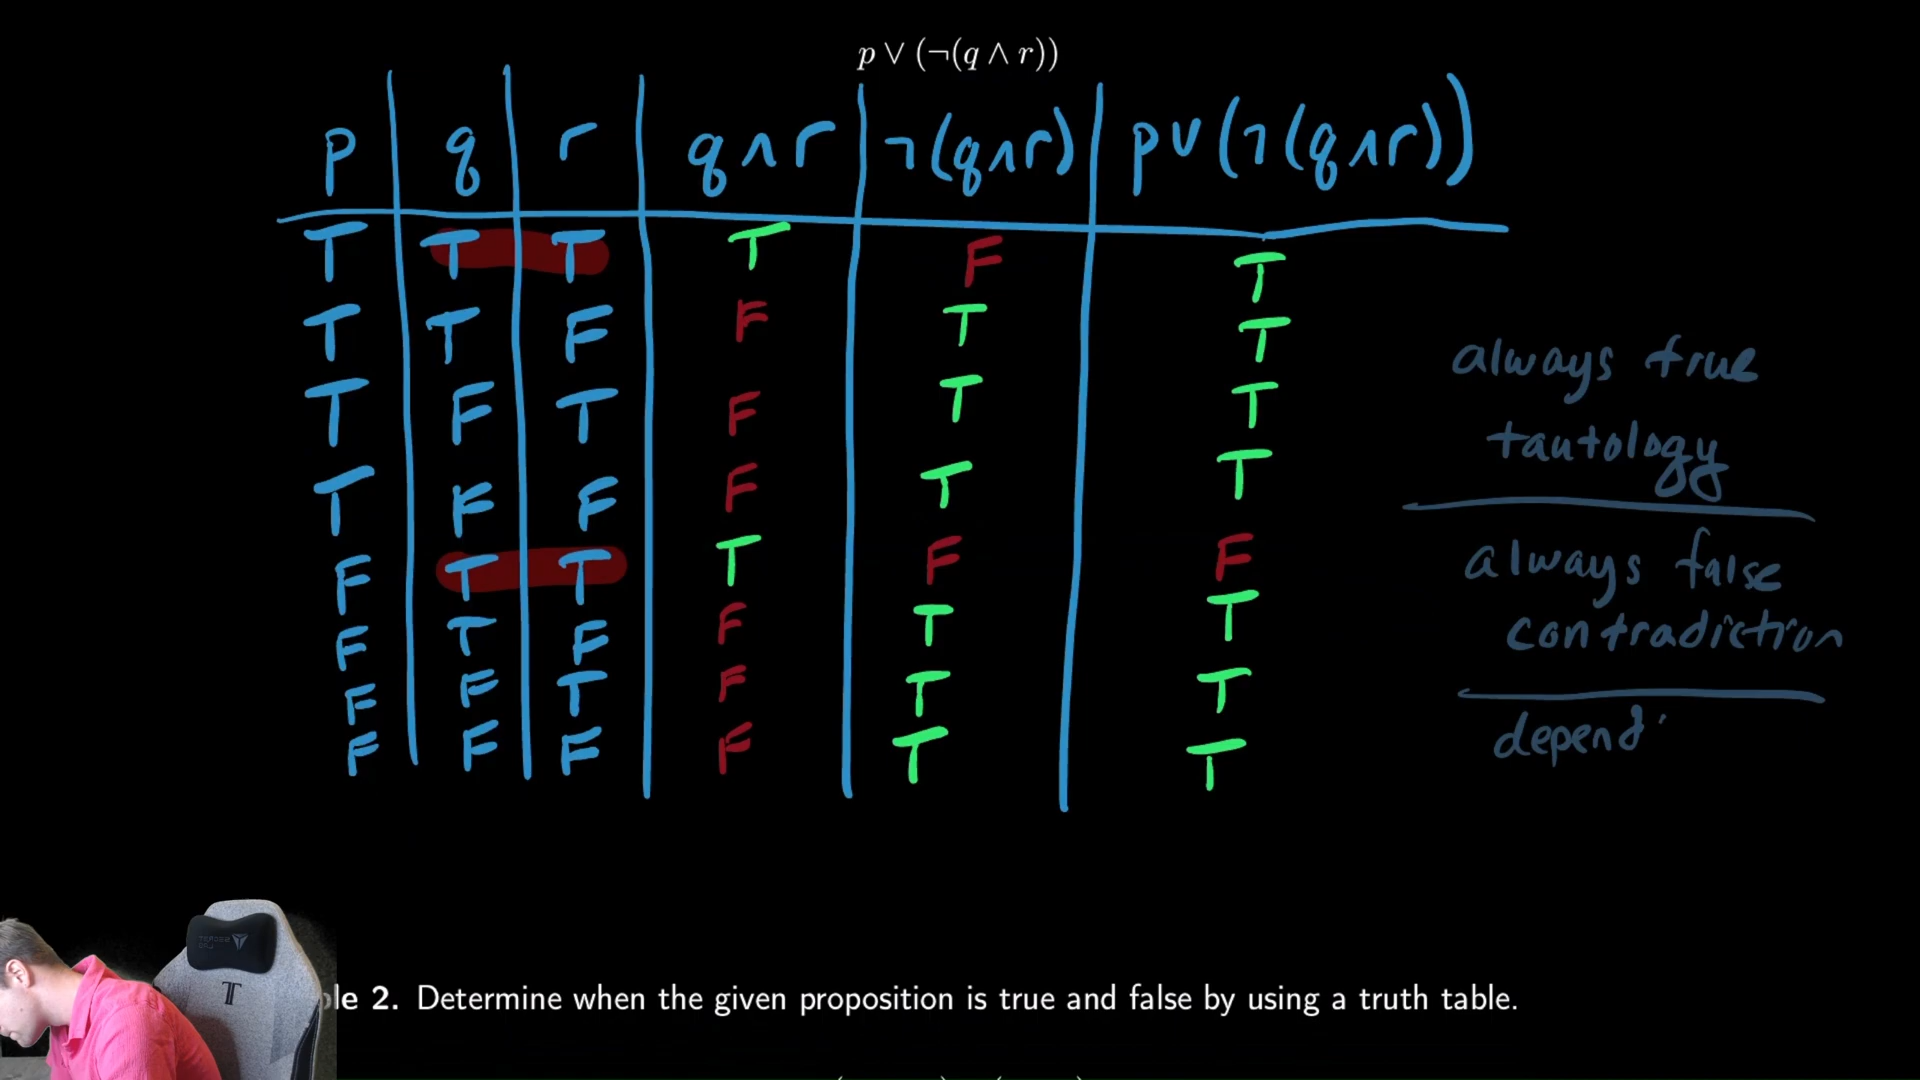 p ∨ (¬(q ∧ r))
p q r q∧r ¬(q∧r) p∨(¬(q∧r))
T T T T F T
T T F F T T
T F T F T T
T F F F T T
F T T T F F
F T F F T T
F F T F T T
F F F F T T
always true
tautology
always false
contradiction
depend
T
le 2. Determine when the given proposition is true and false by using a truth table.